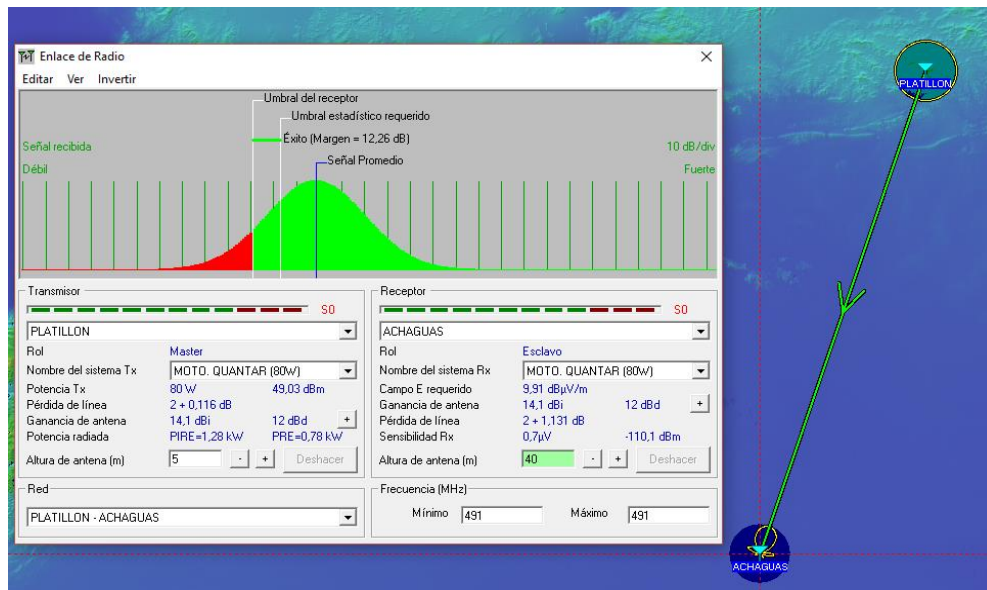 Enlace de Radio
Editar Ver Invertir
Umbral del receptor
Umbral estadístico requerido
Éxito (Margen = 12,26 dB)
Señal recibida 10 dB/div
Señal Promedio
Débil Fuerte
Transmisor
S0
PLATILLON
Rol Master
Nombre del sistema Tx MOTO. QUANTAR (80W)
Potencia Tx 80 W 49,03 dBm
Pérdida de línea 2 + 0,116 dB
Ganancia de antena 14,1 dBi 12 dBd +
Potencia radiada PIRE=1,28 kW PRE=0,78 kW
Altura de antena (m) 5 - + Deshacer
Red
PLATILLON - ACHAGUAS
Receptor
S0
ACHAGUAS
Rol Esclavo
Nombre del sistema Rx MOTO. QUANTAR (80W)
Campo E requerido 9,91 dBµV/m
Ganancia de antena 14,1 dBi 12 dBd +
Pérdida de línea 2 + 1,131 dB
Sensibilidad Rx 0,7µV -110,1 dBm
Altura de antena (m) 40 - + Deshacer
Frecuencia (MHz)
Mínimo 491 Máximo 491
PLATILLON
ACHAGUAS